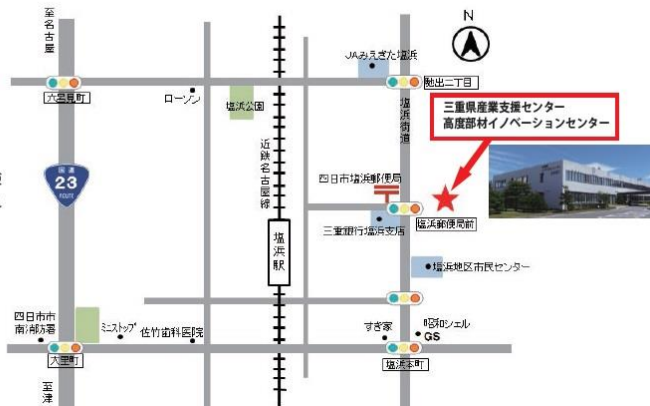 至名古屋
N
JAみえきた塩浜
六呂見町
ローソン
塩浜公園
馳出二丁目
塩浜街道
三重県産業支援センター
高度部材イノベーションセンター
国道
23
ROUTE
近鉄名古屋線
四日市塩浜郵便局
三重銀行塩浜支店
塩浜郵便局前
塩浜駅
塩浜地区市民センター
四日市市
南消防署
ミニストップ
佐竹歯科医院
すき家
昭和シェル
GS
大里町
塩浜本町
至津